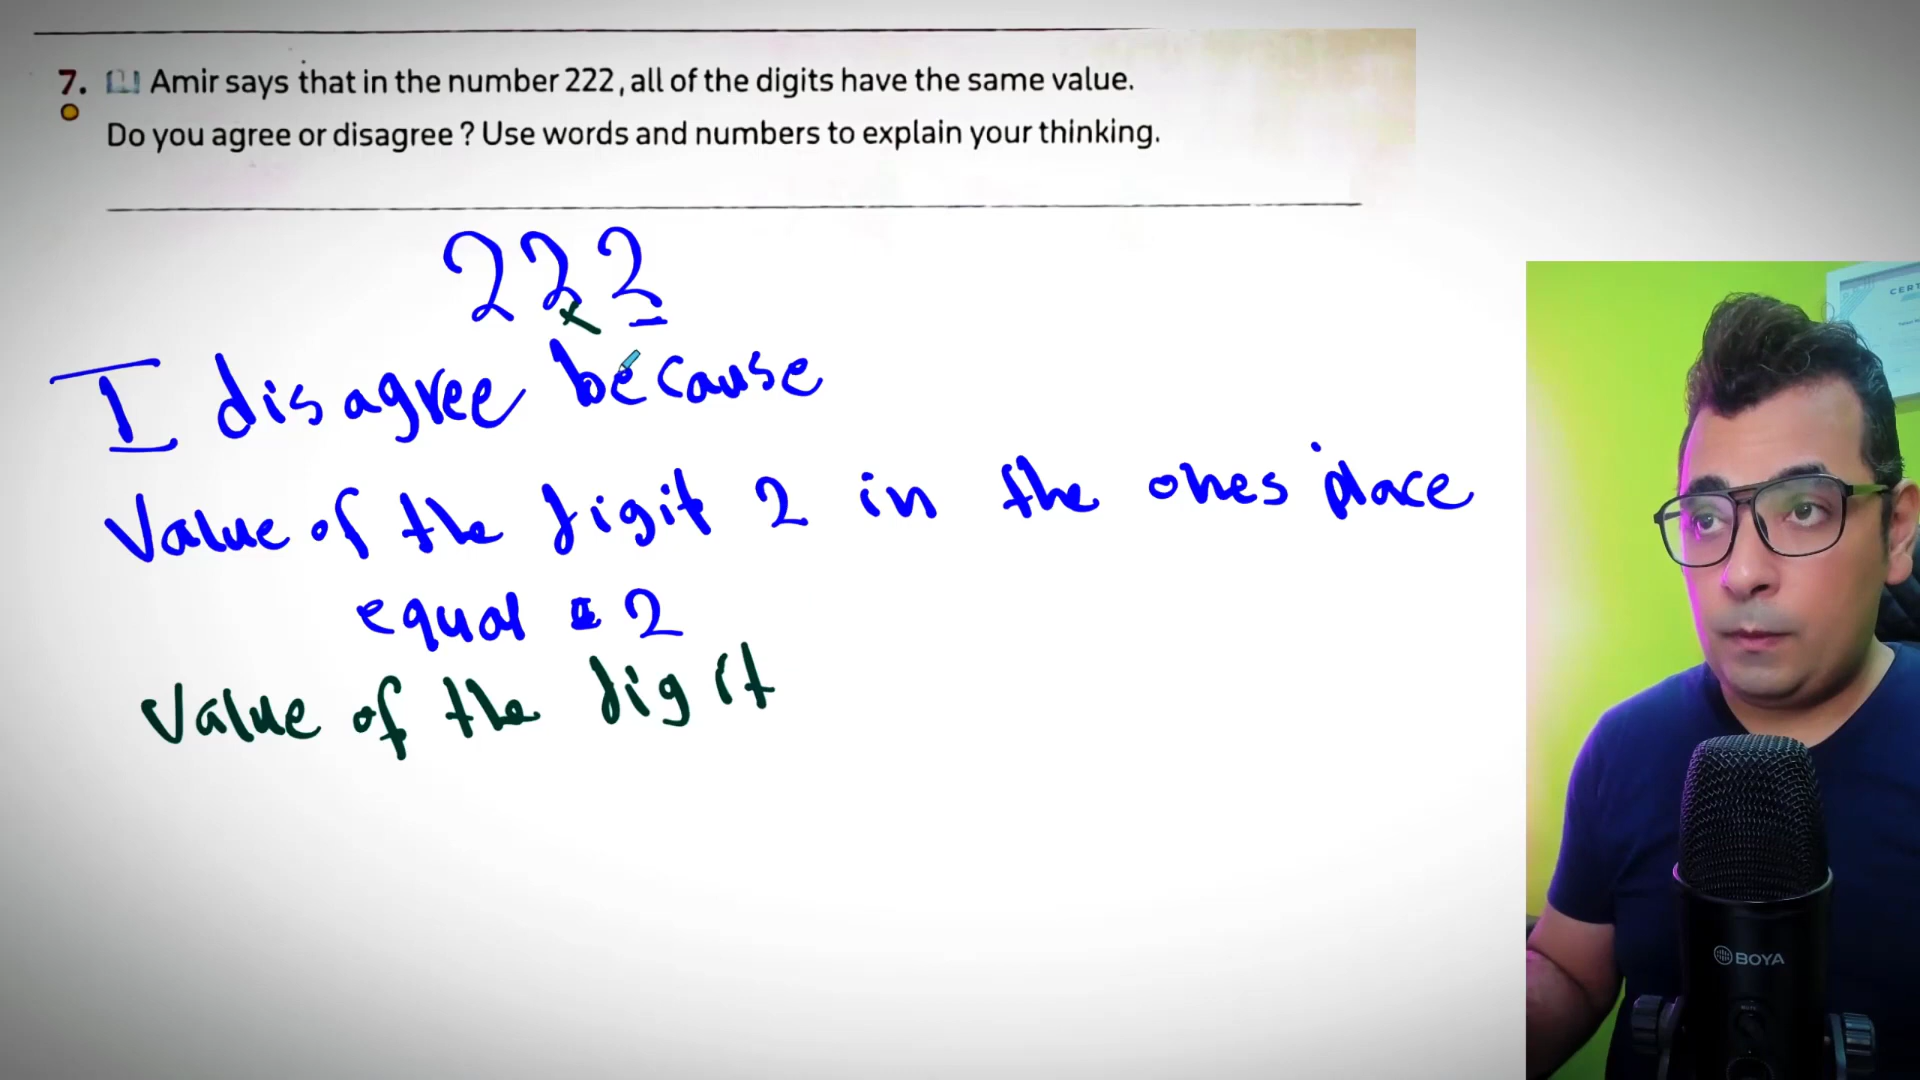 7. Amir says that in the number 222, all of the digits have the same value.
Do you agree or disagree ? Use words and numbers to explain your thinking.
222
I disagree because
Value of the digit 2 in the ones place
equal 2
Value of the digit
CERT
BOYA